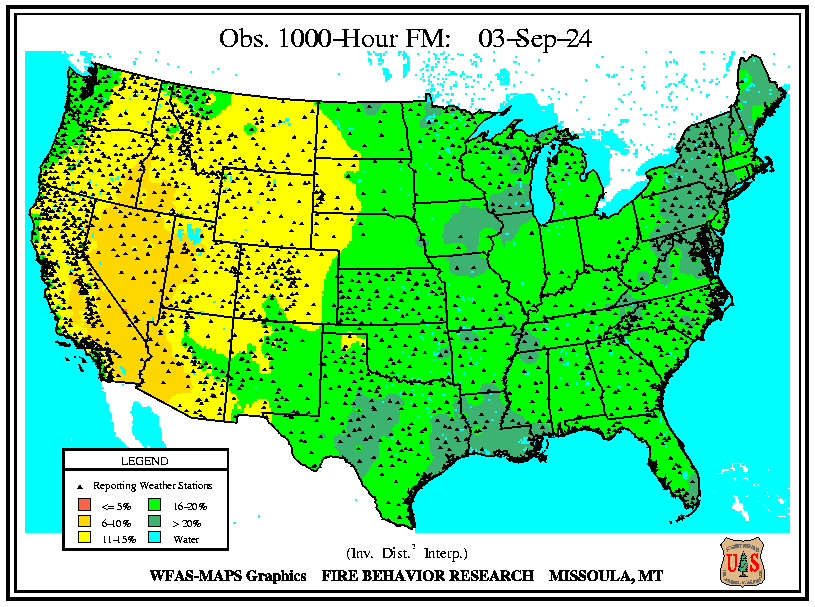 Obs. 1000-Hour FM: 03-Sep-24
LEGEND
Reporting Weather Stations
<= 5% 16-20%
6-10% > 20%
11-15% Water
(Inv. Dist.² Interp.)
WFAS-MAPS Graphics FIRE BEHAVIOR RESEARCH MISSOULA, MT
U S